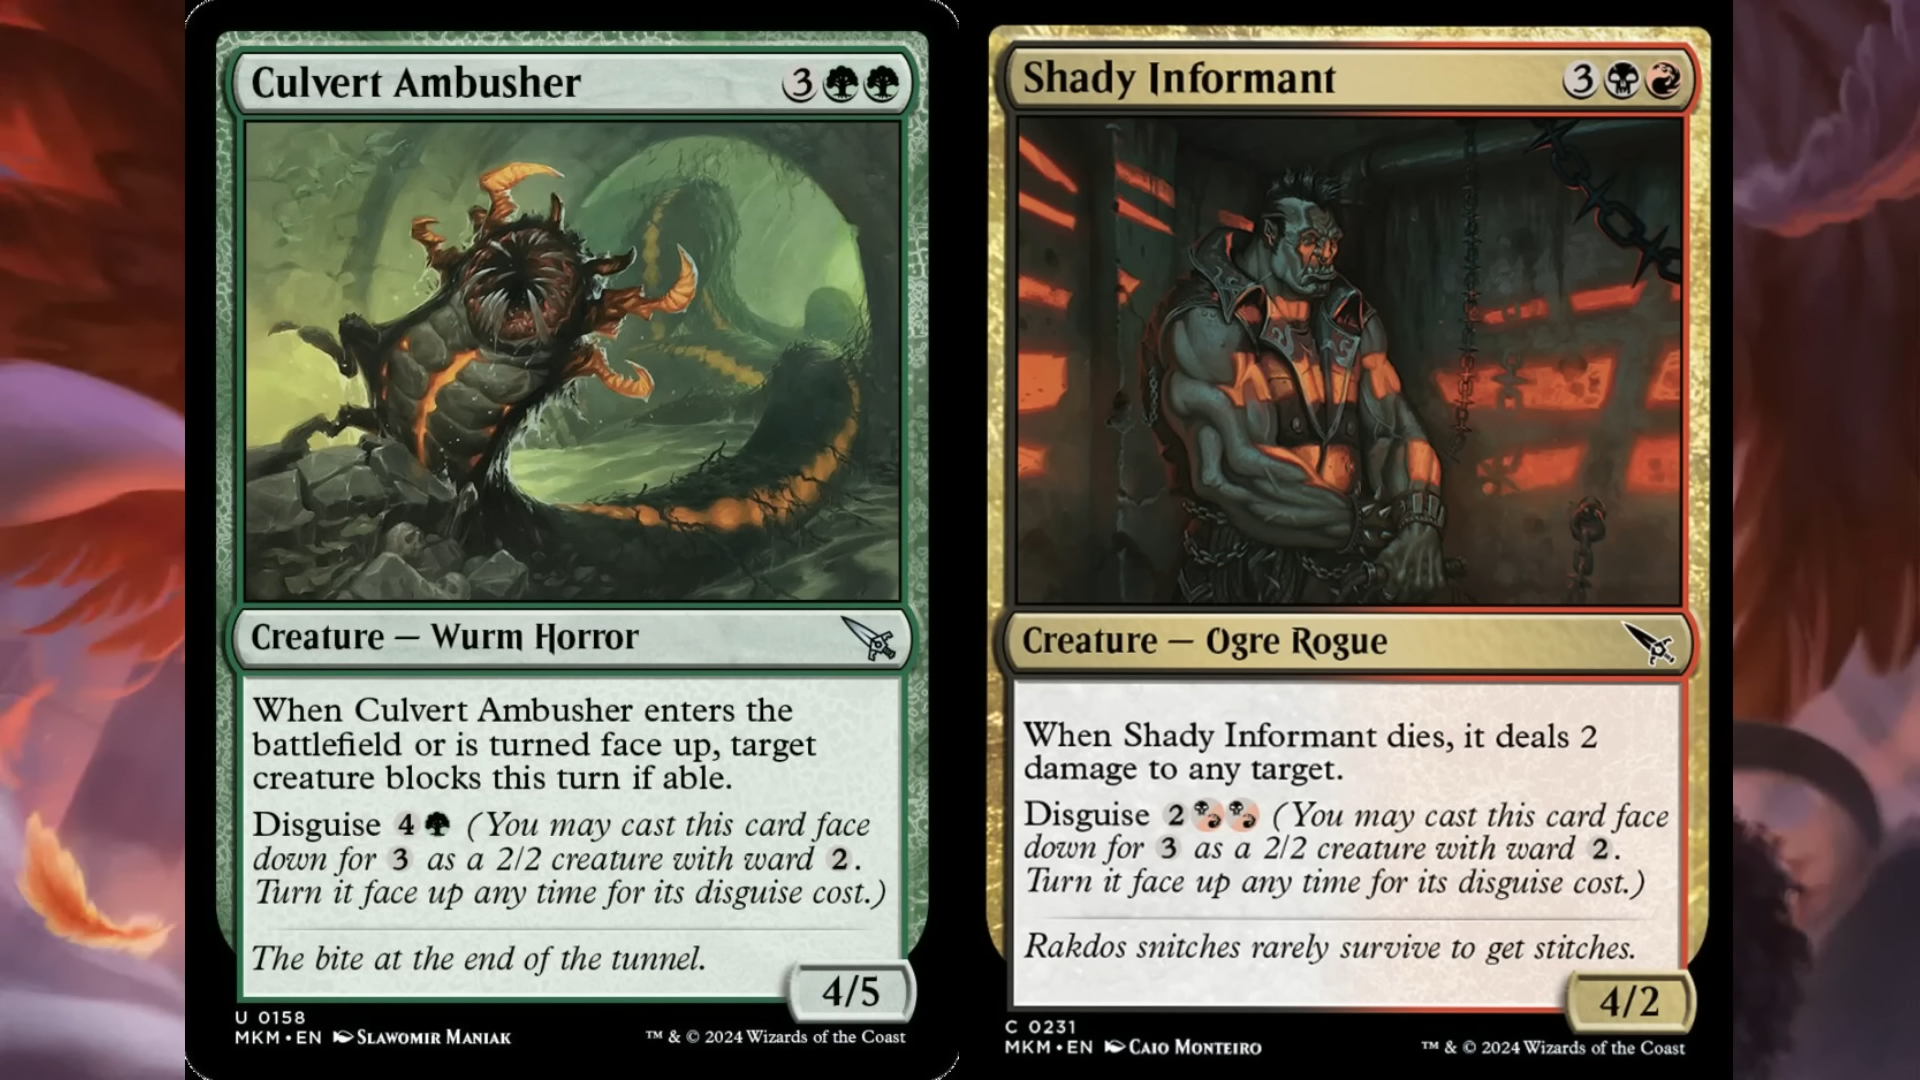 Culvert Ambusher 3
Creature — Wurm Horror
When Culvert Ambusher enters the
battlefield or is turned face up, target
creature blocks this turn if able.
Disguise 4 (You may cast this card face
down for 3 as a 2/2 creature with ward 2.
Turn it face up any time for its disguise cost.)
The bite at the end of the tunnel.
4/5
U 0158
MKM • EN SLAWOMIR MANIAK ™ & © 2024 Wizards of the Coast
Shady Informant 3
Creature — Ogre Rogue
When Shady Informant dies, it deals 2
damage to any target.
Disguise 2 (You may cast this card face
down for 3 as a 2/2 creature with ward 2.
Turn it face up any time for its disguise cost.)
Rakdos snitches rarely survive to get stitches.
4/2
C 0231
MKM • EN CAIO MONTEIRO ™ & © 2024 Wizards of the Coast